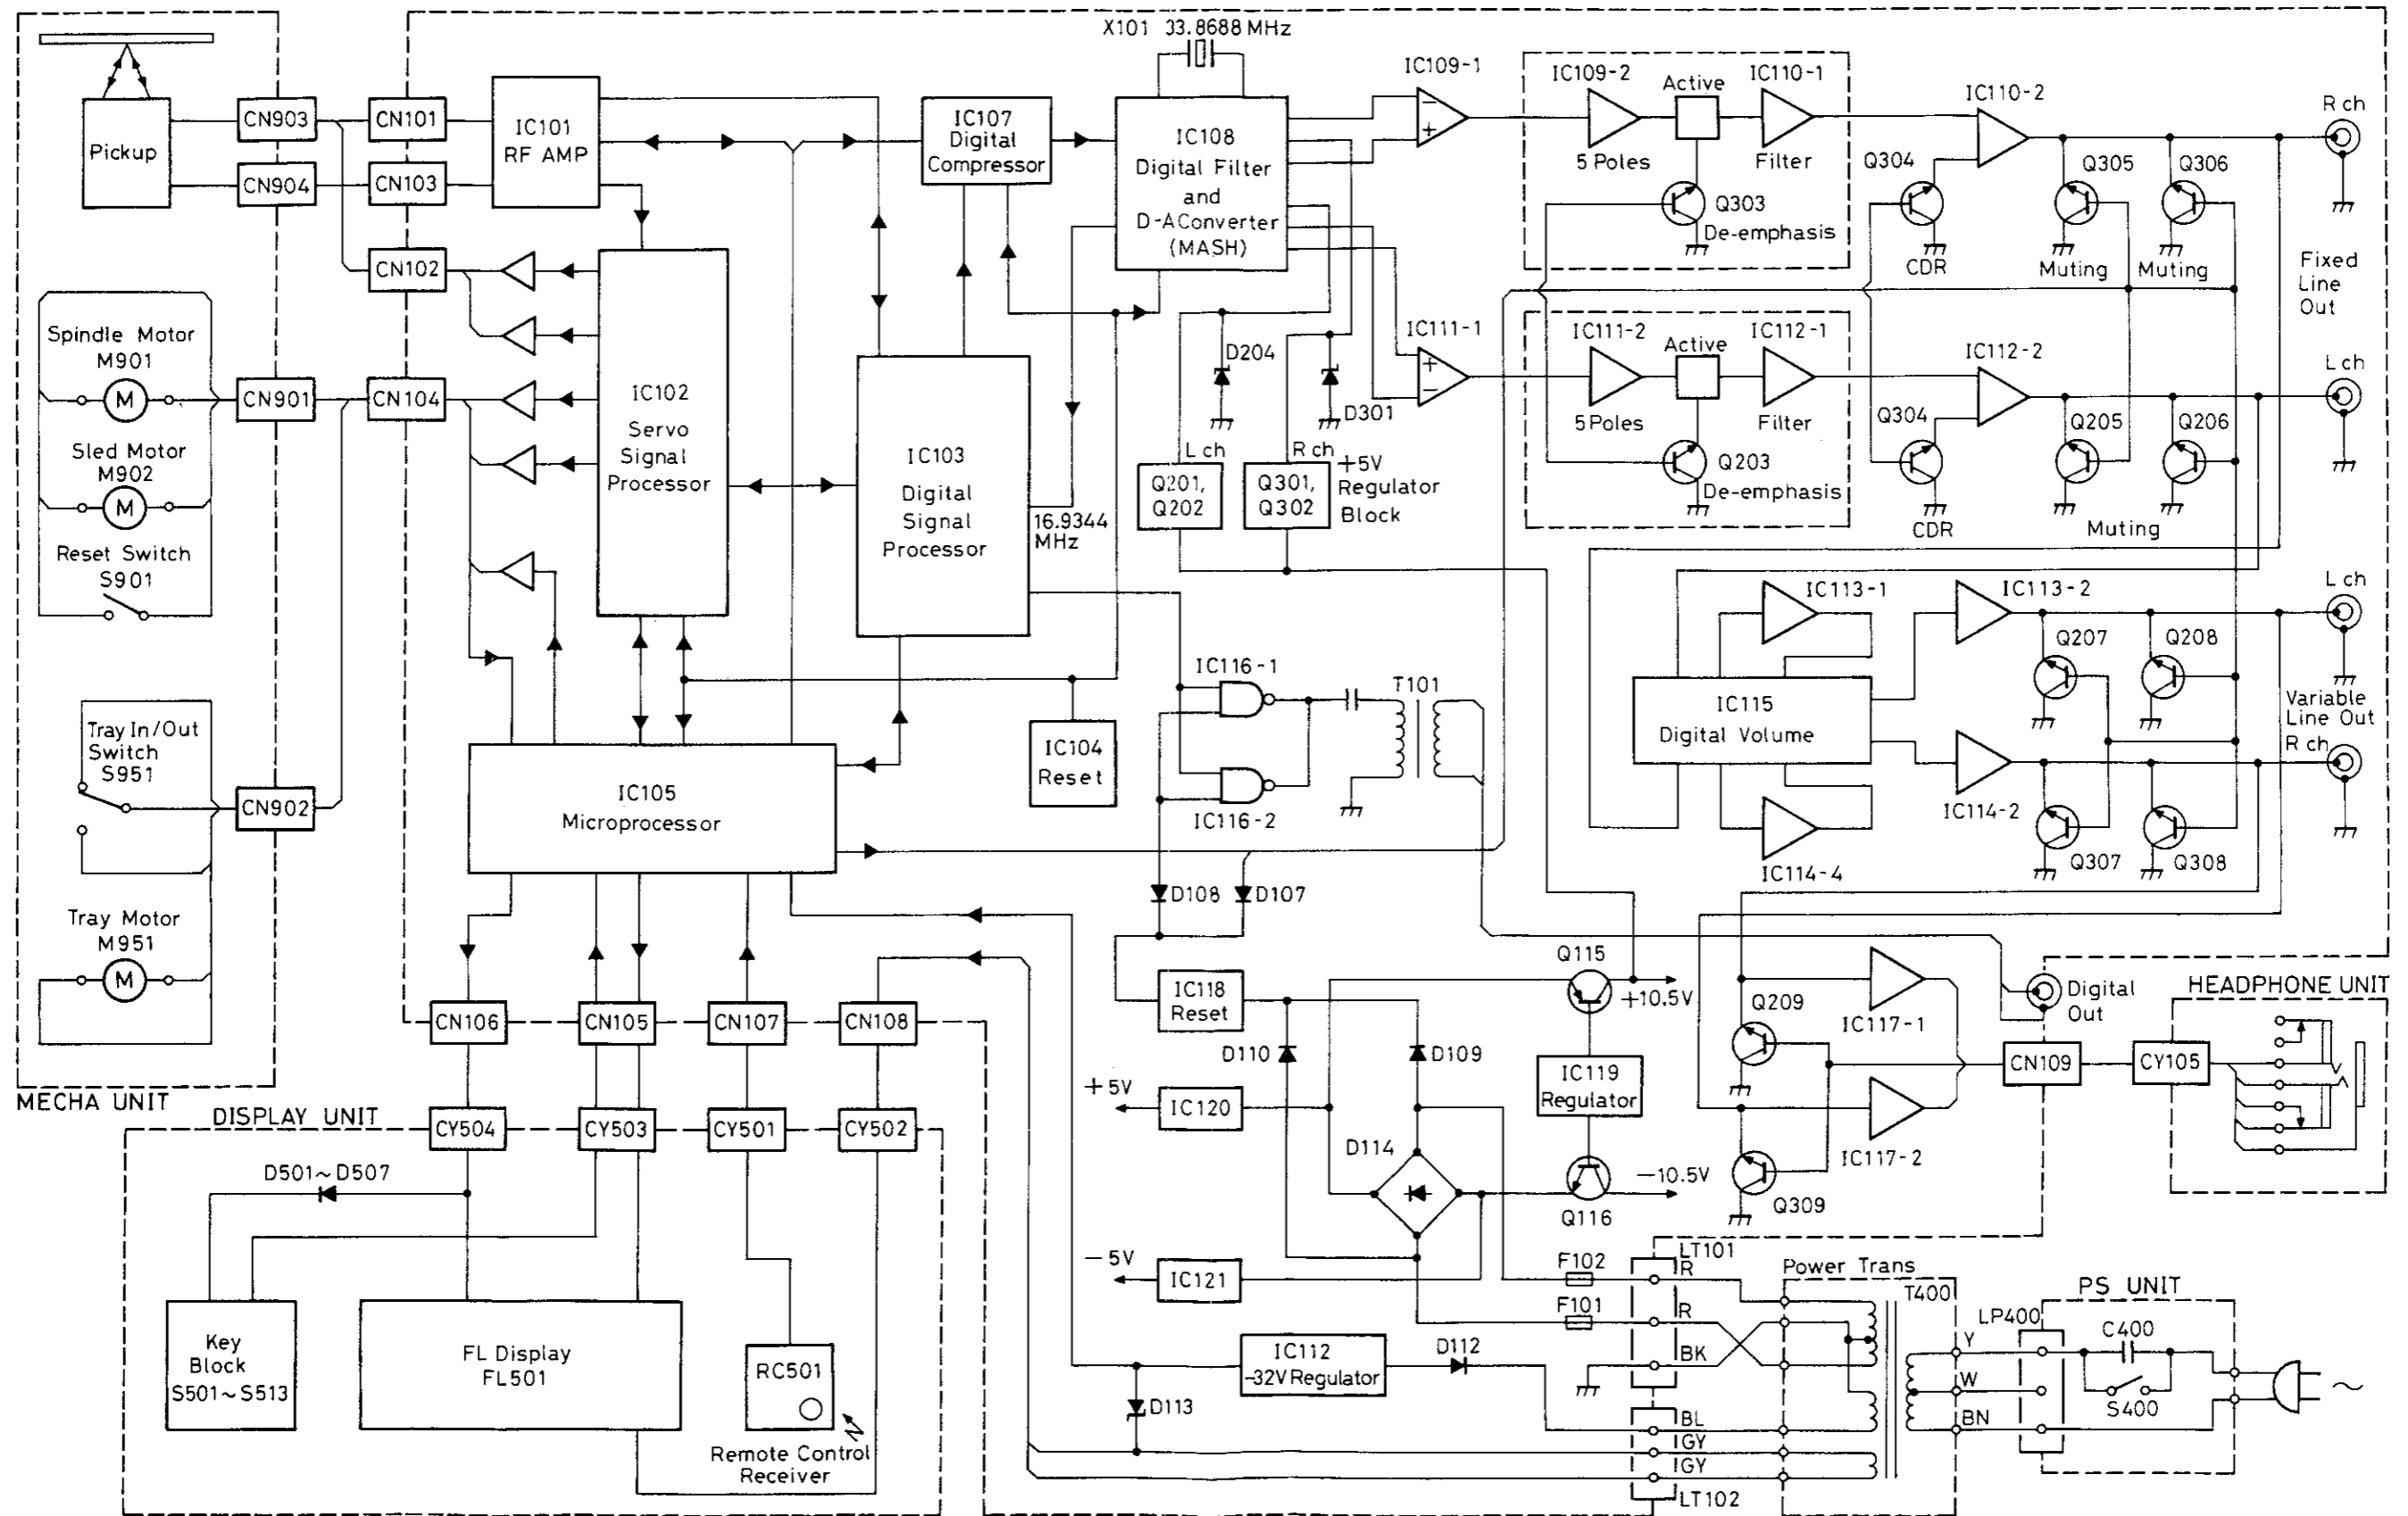 X101 33.8688MHz
Pickup
CN903
CN904
CN101
CN103
CN102
IC101
RF AMP
IC107
Digital
Compressor
IC108
Digital Filter
and
D-A Converter
(MASH)
IC109-1
IC109-2
Active
IC110-1
5 Poles
Filter
Q303
De-emphasis
IC110-2
Q304
CDR
Q305
Muting
Q306
Muting
R ch
Fixed
Line
Out
Spindle Motor
M901
Sled Motor
M902
Reset Switch
S901
CN901
CN104
IC102
Servo
Signal
Processor
IC103
Digital
Signal
Processor
16.9344
MHz
D204
D301
L ch
Q201,
Q202
R ch
Q301,
Q302
+5V
Regulator
Block
IC111-1
IC111-2
Active
IC112-1
5 Poles
Filter
Q203
De-emphasis
IC112-2
Q304
CDR
Q205
Q206
Muting
L ch
Tray In/Out
Switch
S951
CN902
Tray Motor
M951
MECHA UNIT
IC105
Microprocessor
IC104
Reset
IC116-1
IC116-2
T101
IC113-1
IC113-2
IC115
Digital Volume
IC114-2
IC114-4
Q207
Q208
Q307
Q308
L ch
Variable
Line Out
R ch
D108
D107
IC118
Reset
D110
D109
Q115
+10.5V
IC119
Regulator
Q116
-10.5V
+5V
IC120
D114
-5V
IC121
Q209
Q309
IC117-1
IC117-2
Digital
Out
CN109
CY105
HEADPHONE UNIT
CN106
CN105
CN107
CN108
DISPLAY UNIT
CY504
CY503
CY501
CY502
D501~D507
Key
Block
S501~S513
FL Display
FL501
RC501
Remote Control
Receiver
IC112
-32V Regulator
D112
D113
F102
F101
LT101
R
R
BK
BL
GY
GY
LT102
Power Trans
T400
Y
W
BN
LP400
PS UNIT
C400
S400
~